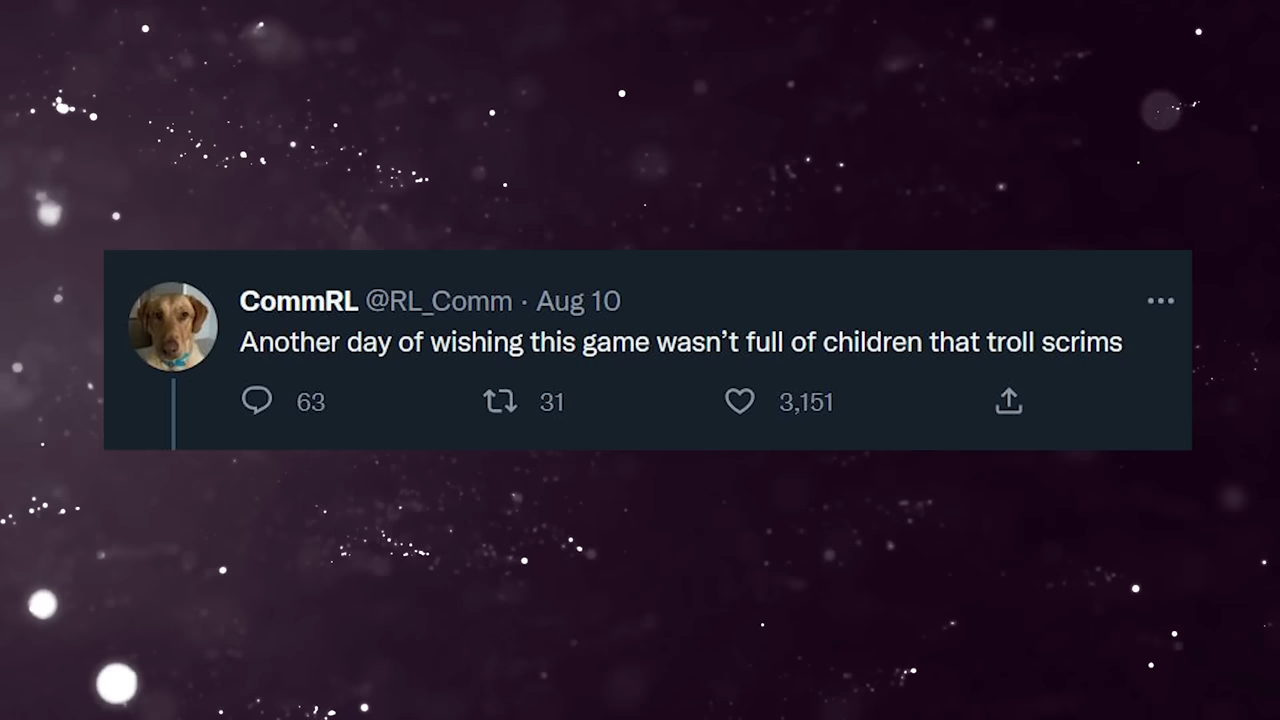 CommRL @RL_Comm · Aug 10
Another day of wishing this game wasn’t full of children that troll scrims
63 31 3,151